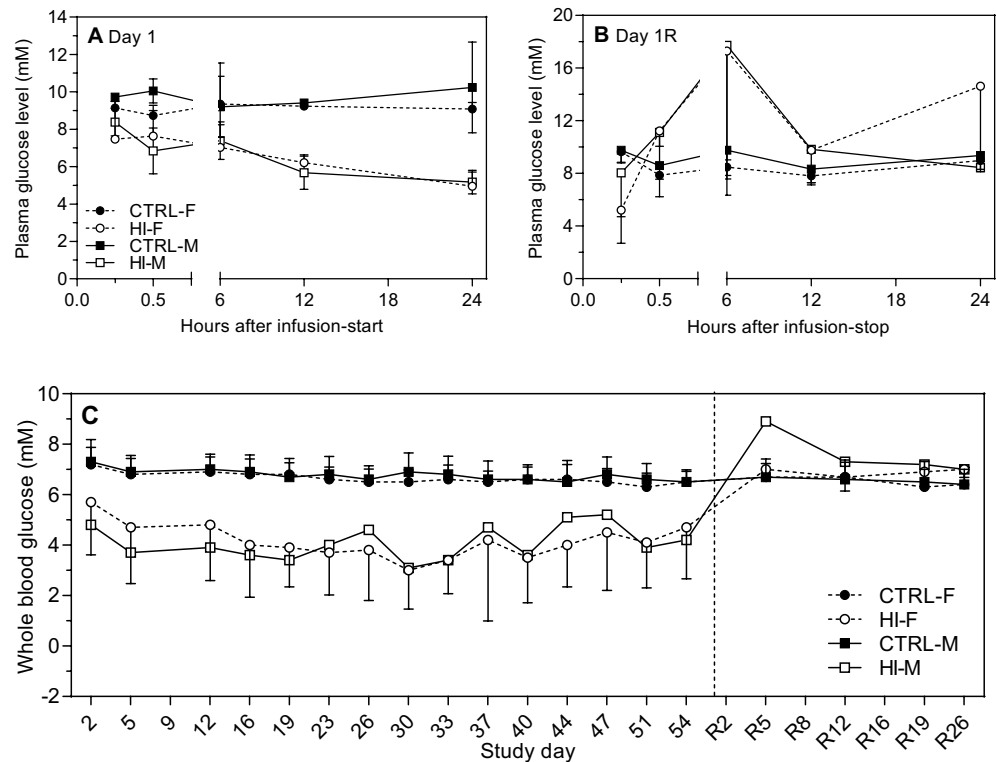 A Day 1
Plasma glucose level (mM)
14
12
10
8
6
4
2
0
CTRL-F
HI-F
CTRL-M
HI-M
0.0 0.5 6 12 18 24
Hours after infusion-start
B Day 1R
Plasma glucose level (mM)
20
16
12
8
4
0
0.0 0.5 6 12 18 24
Hours after infusion-stop
C
Whole blood glucose (mM)
10
8
6
4
2
0
-2
CTRL-F
HI-F
CTRL-M
HI-M
2 5 9 12 16 19 23 26 30 33 37 40 44 47 51 54 R2 R5 R8 R12 R16 R19 R26
Study day